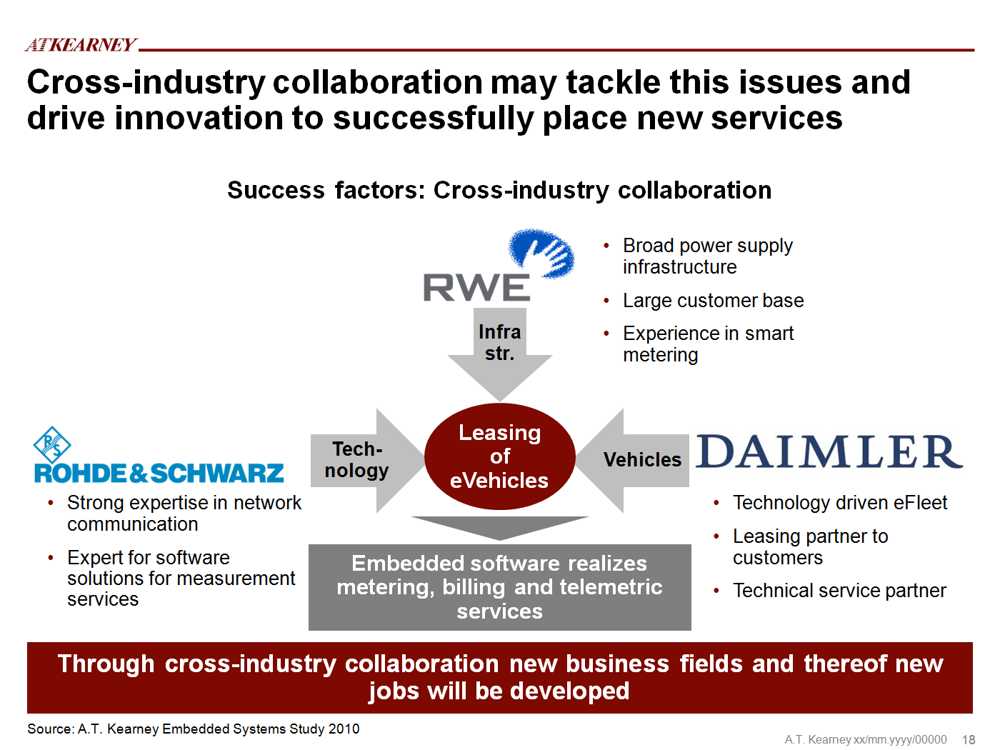 ATKEARNEY
Cross-industry collaboration may tackle this issues and
drive innovation to successfully place new services
Success factors: Cross-industry collaboration
RWE
• Broad power supply
infrastructure
• Large customer base
• Experience in smart
metering
Infra
str.
R
S
ROHDE & SCHWARZ
• Strong expertise in network
communication
• Expert for software
solutions for measurement
services
Tech-
nology
Leasing
of
eVehicles
Vehicles
DAIMLER
• Technology driven eFleet
• Leasing partner to
customers
• Technical service partner
Embedded software realizes
metering, billing and telemetric
services
Through cross-industry collaboration new business fields and thereof new
jobs will be developed
Source: A.T. Kearney Embedded Systems Study 2010
A.T. Kearney xx/mm.yyyy/00000 18